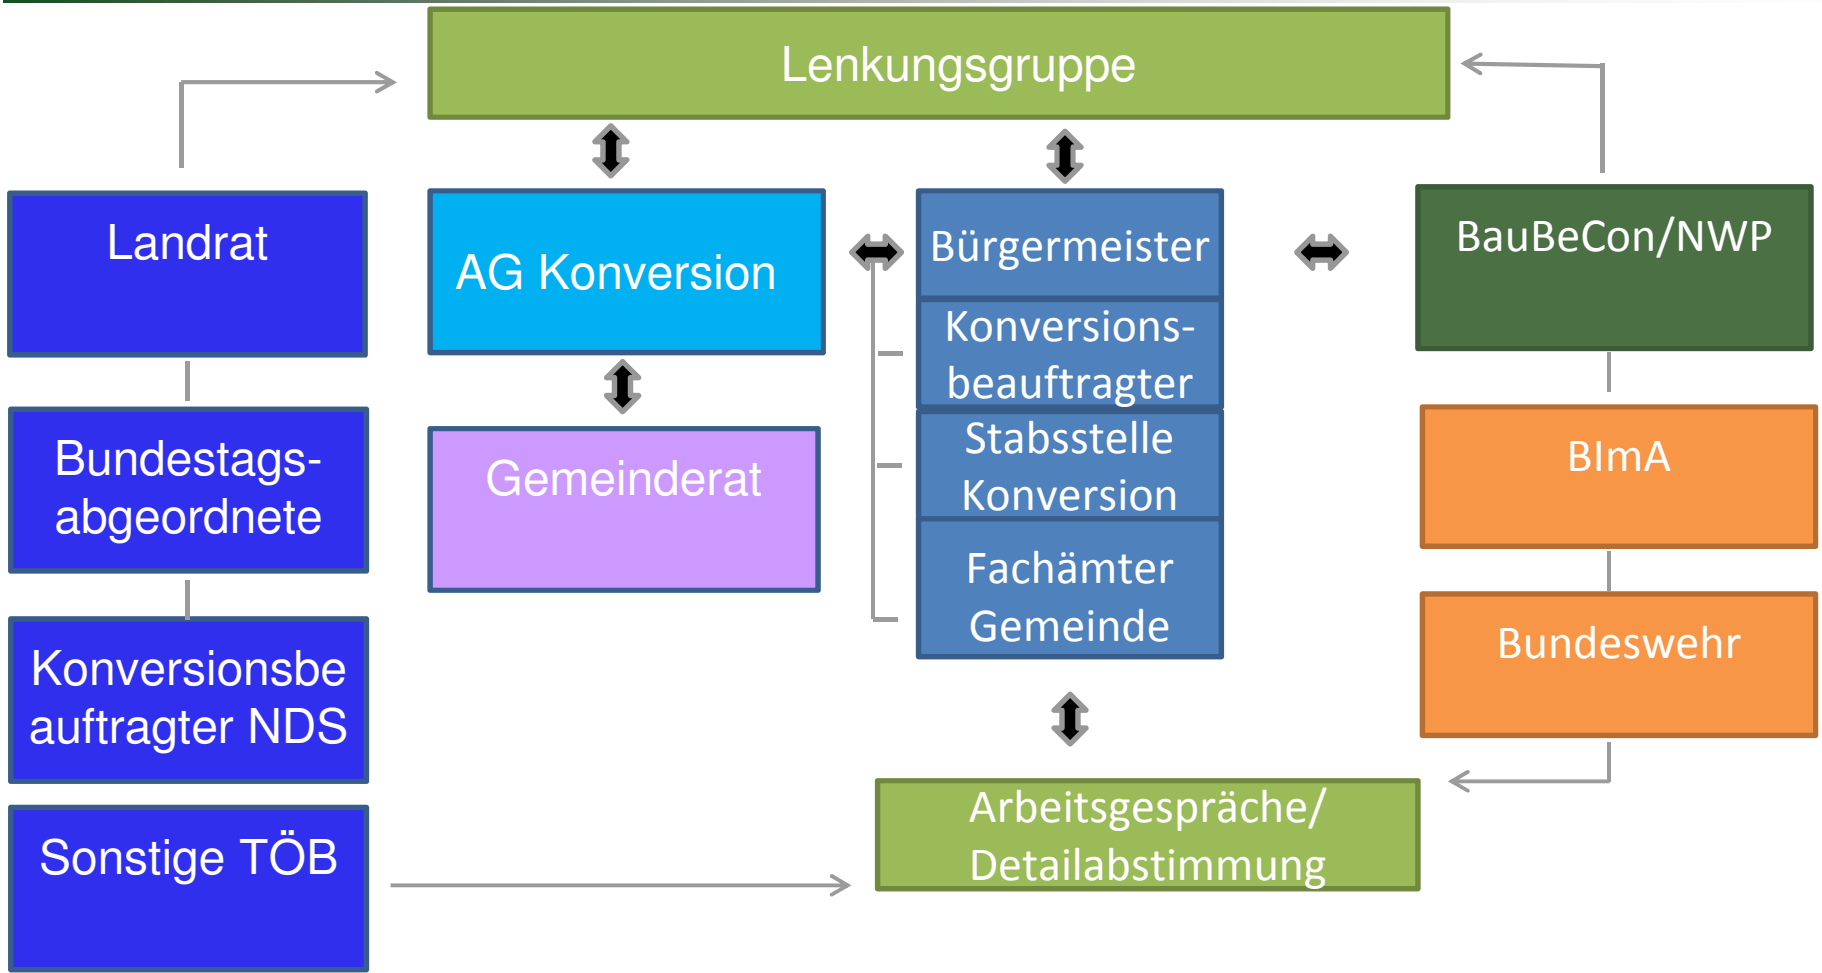 Lenkungsgruppe
Landrat
Bundestags-
abgeordnete
Konversionsbe
auftragter NDS
Sonstige TÖB
AG Konversion
Gemeinderat
Bürgermeister
Konversions-
beauftragter
Stabsstelle
Konversion
Fachämter
Gemeinde
Arbeitsgespräche/
Detailabstimmung
BauBeCon/NWP
BImA
Bundeswehr